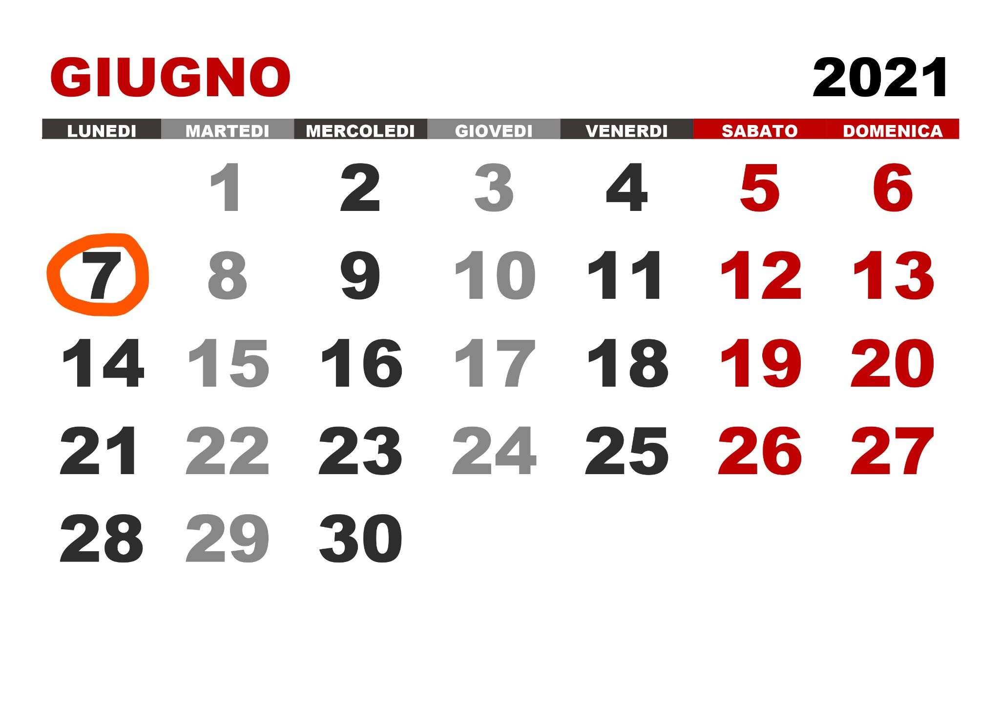 GIUGNO 2021
LUNEDI MARTEDI MERCOLEDI GIOVEDI VENERDI SABATO DOMENICA
1 2 3 4 5 6
7 8 9 10 11 12 13
14 15 16 17 18 19 20
21 22 23 24 25 26 27
28 29 30